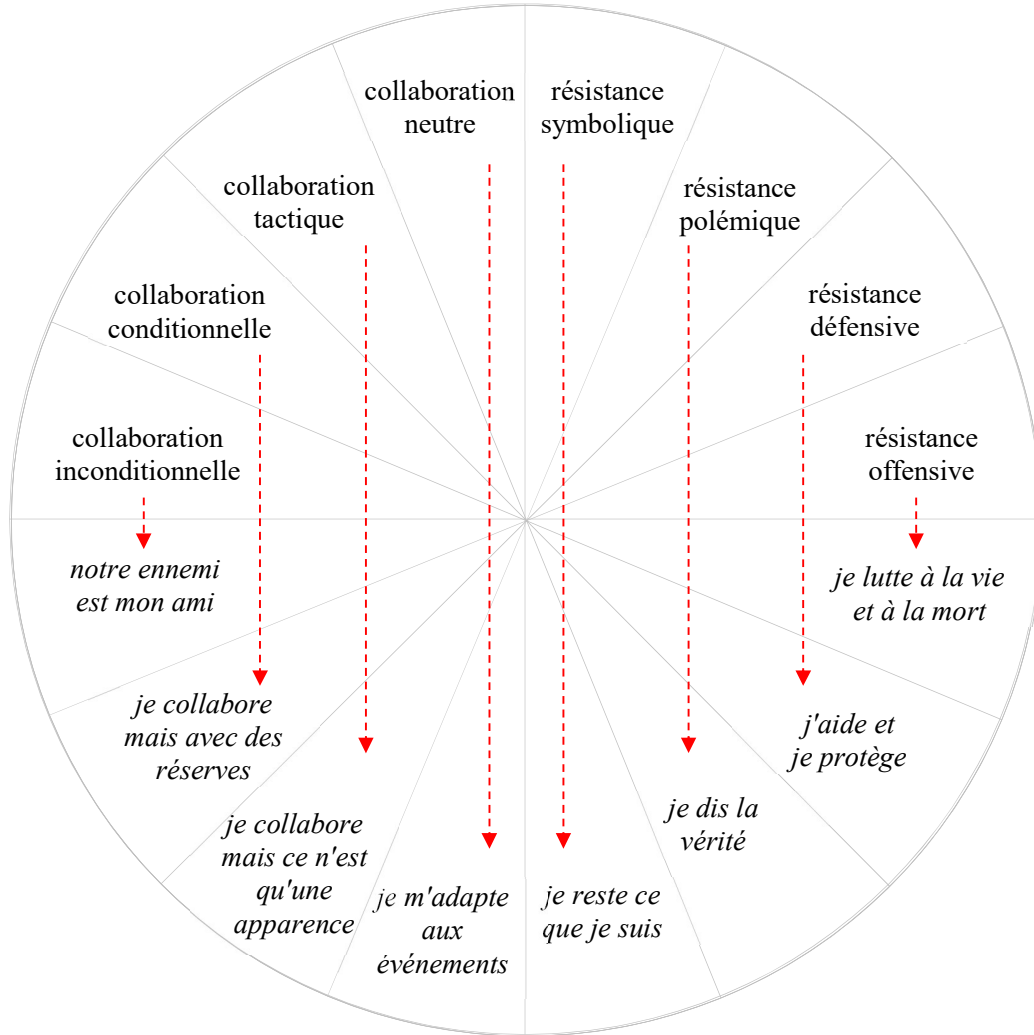 collaboration
neutre
résistance
symbolique
collaboration
tactique
résistance
polémique
collaboration
conditionnelle
résistance
défensive
collaboration
inconditionnelle
résistance
offensive
notre ennemi
est mon ami
je lutte à la vie
et à la mort
je collabore
mais avec des
réserves
j'aide et
je protège
je collabore
mais ce n'est
qu'une
apparence
je dis la
vérité
je m'adapte
aux
événements
je reste ce
que je suis